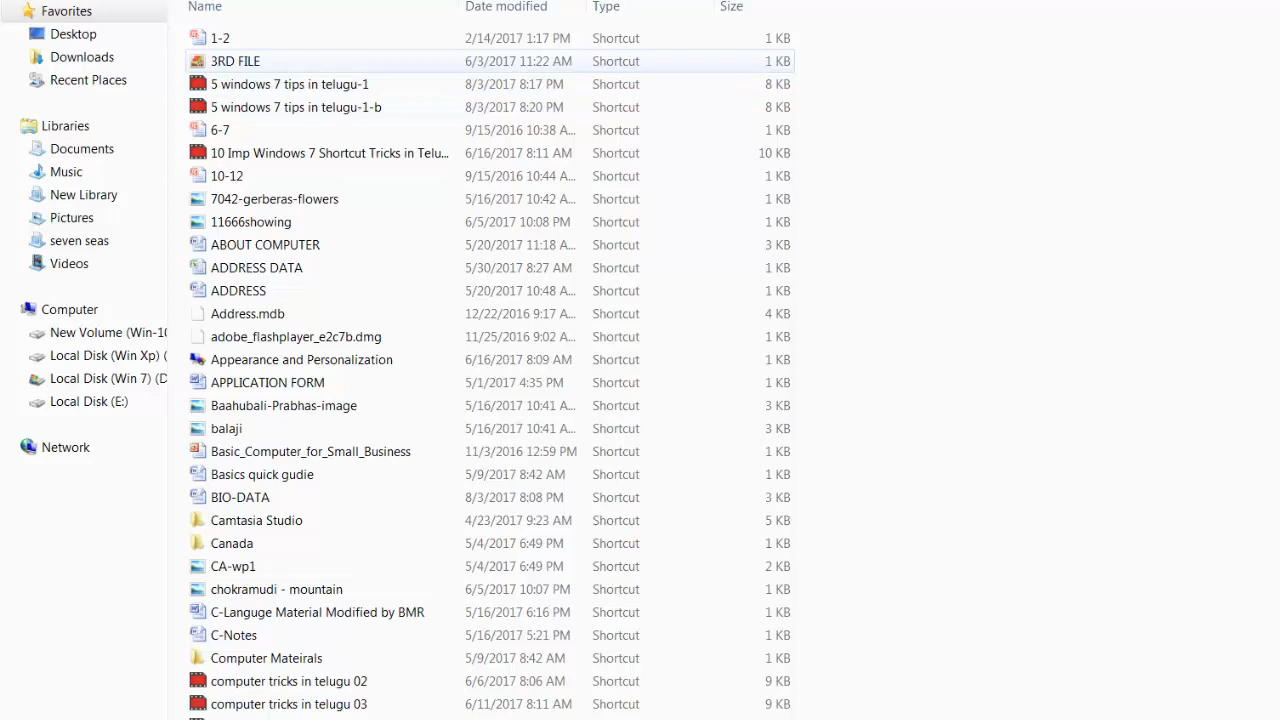 Favorites
Desktop
Downloads
Recent Places
Libraries
Documents
Music
New Library
Pictures
seven seas
Videos
Computer
New Volume (Win-10
Local Disk (Win Xp) (
Local Disk (Win 7) (D
Local Disk (E:)
Network
Name Date modified Type Size
1-2 7/14/2017 1:17 PM Shortcut 1 KB
3RD FILE 6/3/2017 11:22 AM Shortcut 1 KB
5 windows 7 tips in telugu-1 8/3/2017 8:17 PM Shortcut 8 KB
5 windows 7 tips in telugu-1-b 8/3/2017 8:20 PM Shortcut 8 KB
6-7 9/15/2016 10:38 A... Shortcut 1 KB
10 Imp Windows 7 Shortcut Tricks in Telu... 6/16/2017 8:11 AM Shortcut 10 KB
10-12 9/15/2016 10:44 A... Shortcut 1 KB
7042-gerberas-flowers 5/16/2017 10:42 A... Shortcut 1 KB
11666showing 6/5/2017 10:08 PM Shortcut 1 KB
ABOUT COMPUTER 5/20/2017 11:18 A... Shortcut 3 KB
ADDRESS DATA 5/30/2017 8:27 AM Shortcut 1 KB
ADDRESS 5/20/2017 10:48 A... Shortcut 1 KB
Address.mdb 12/22/2016 9:17 A... Shortcut 4 KB
adobe_flashplayer_e2c7b.dmg 11/25/2016 9:02 A... Shortcut 1 KB
Appearance and Personalization 6/16/2017 8:09 AM Shortcut 1 KB
APPLICATION FORM 5/1/2017 4:35 PM Shortcut 1 KB
Baahubali-Prabhas-image 5/16/2017 10:41 A... Shortcut 3 KB
balaji 5/16/2017 10:41 A... Shortcut 3 KB
Basic_Computer_for_Small_Business 11/3/2016 12:59 PM Shortcut 1 KB
Basics quick gudie 5/9/2017 8:42 AM Shortcut 1 KB
BIO-DATA 5/3/2017 8:08 PM Shortcut 3 KB
Camtasia Studio 4/23/2017 9:23 AM Shortcut 5 KB
Canada 5/4/2017 6:49 PM Shortcut 1 KB
CA-wp1 5/4/2017 6:49 PM Shortcut 2 KB
chokramudi - mountain 6/5/2017 10:07 PM Shortcut 1 KB
C-Languge Material Modified by BMR 5/26/2017 6:16 PM Shortcut 1 KB
C-Notes 5/16/2017 5:21 PM Shortcut 1 KB
Computer Mateirals 5/9/2017 8:42 AM Shortcut 1 KB
computer tricks in telugu 02 6/7/2017 8:06 AM Shortcut 9 KB
computer tricks in telugu 03 6/11/2017 8:11 AM Shortcut 9 KB